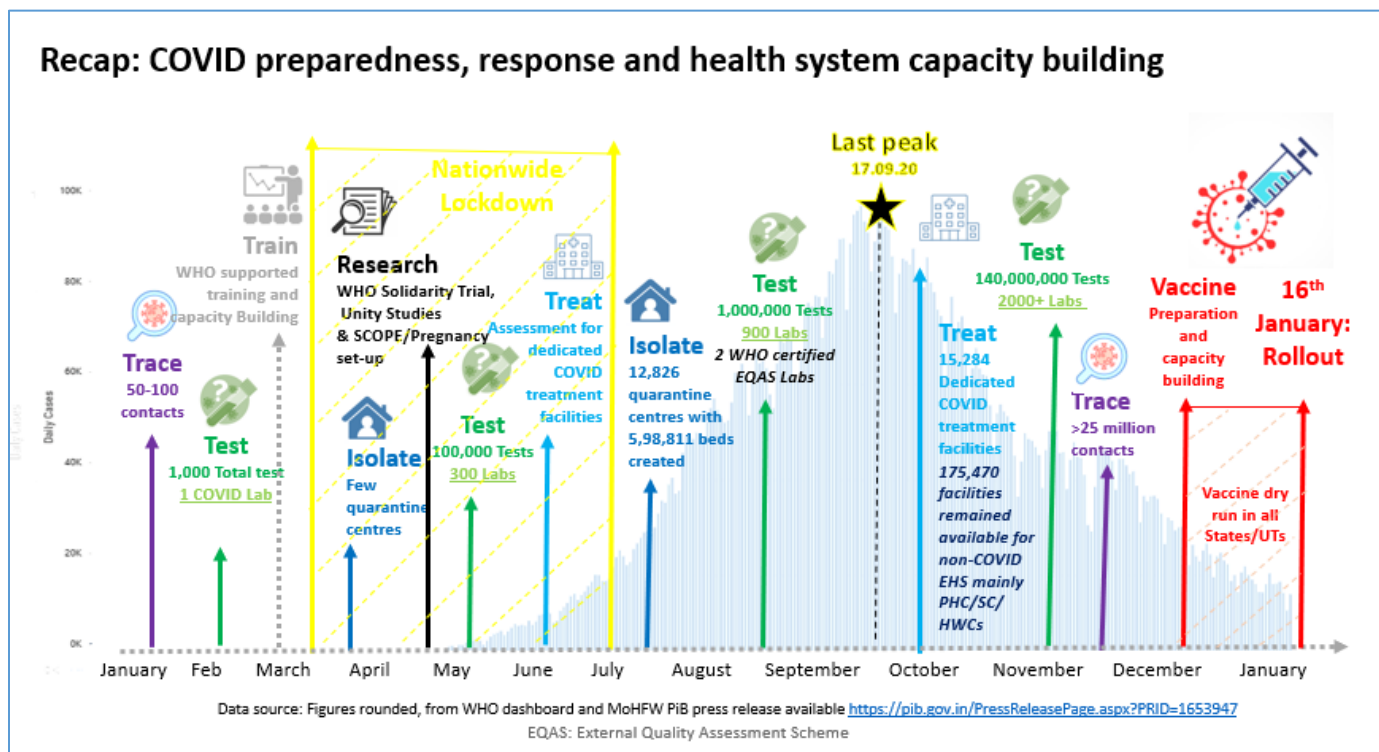 Recap: COVID preparedness, response and health system capacity building
Last peak
17.09.20
Nationwide
Lockdown
100K
80K
60K
40K
20K
0K
Daily Cases
Daily Cases
Trace
50-100
contacts
Test
1,000 Total test
1 COVID Lab
Train
WHO supported
training and
capacity Building
Research
WHO Solidarity Trial,
Unity Studies
& SCOPE/Pregnancy
set-up
Isolate
Few
quarantine
centres
Test
100,000 Tests
300 Labs
Treat
Assessment for
dedicated
COVID
treatment
facilities
Isolate
12,826
quarantine
centres with
5,98,811 beds
created
Test
1,000,000 Tests
900 Labs
2 WHO certified
EQAS Labs
Treat
15,284
Dedicated
COVID
treatment
facilities
175,470
facilities
remained
available for
non-COVID
EHS mainly
PHC/SC/
HWCs
Test
140,000,000 Tests
2000+ Labs
Trace
>25 million
contacts
Vaccine
Preparation
and
capacity
building
16th
January:
Rollout
Vaccine dry
run in all
States/UTs
January Feb March April May June July August September October November December January
Data source: Figures rounded, from WHO dashboard and MoHFW PiB press release available https://pib.gov.in/PressReleasePage.aspx?PRID=1653947
EQAS: External Quality Assessment Scheme